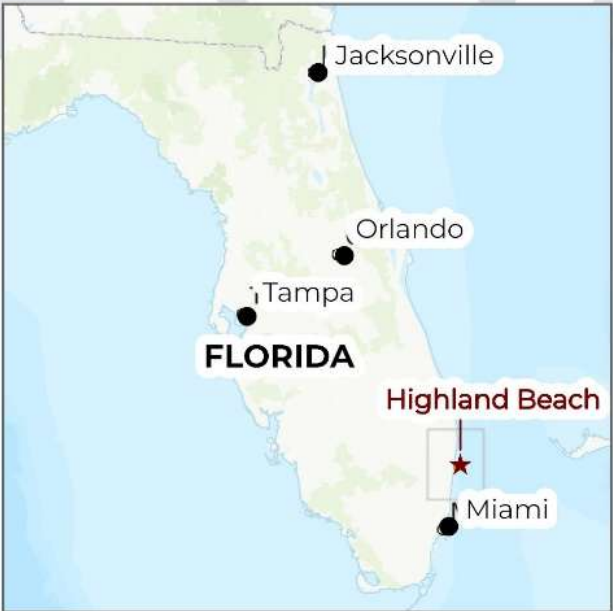 Jacksonville
Orlando
Tampa
FLORIDA
Highland Beach
Miami